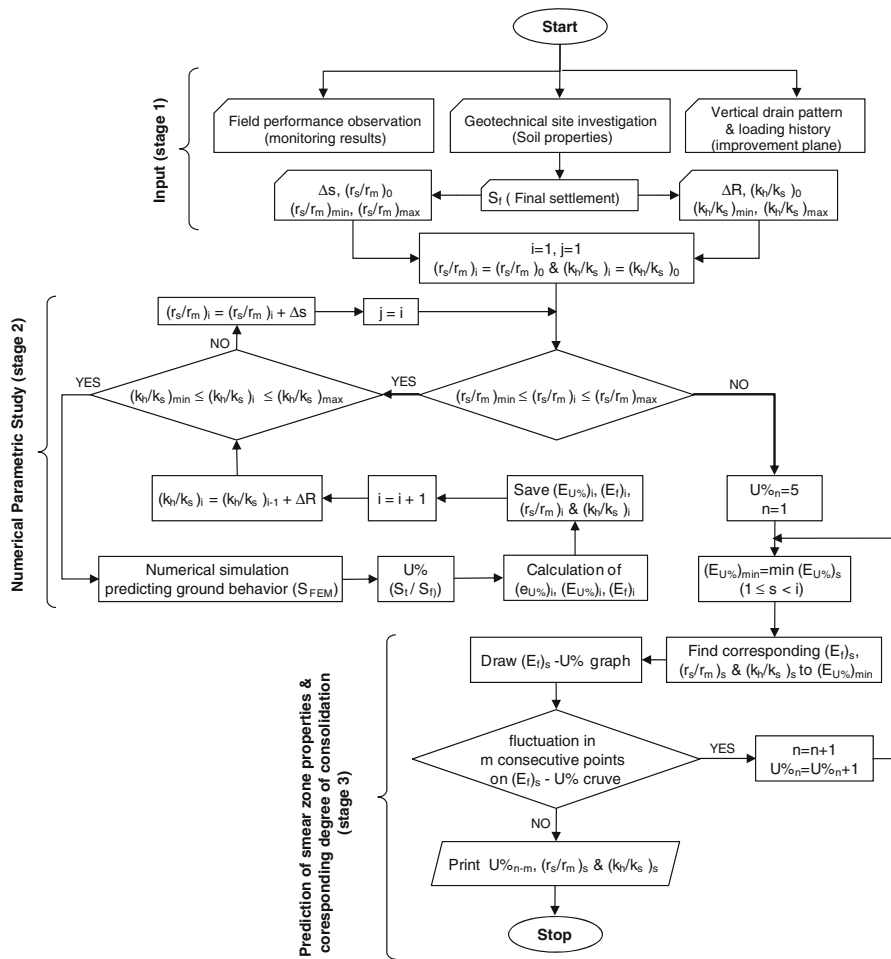 Start
Input (stage 1)
Field performance observation
(monitoring results)
Geotechnical site investigation
(Soil properties)
Vertical drain pattern
& loading history
(improvement plane)
Δs, (rs/rm)0
(rs/rm)min, (rs/rm)max
Sf ( Final settlement)
ΔR, (kh/ks)0
(kh/ks)min, (kh/ks)max
i=1, j=1
(rs/rm)i = (rs/rm)0 & (kh/ks)i = (kh/ks)0
Numerical Parametric Study (stage 2)
(rs/rm)i = (rs/rm)i + Δs
j = i
NO
YES
(kh/ks)min ≤ (kh/ks)i ≤ (kh/ks)max
YES
(rs/rm)min ≤ (rs/rm)i ≤ (rs/rm)max
NO
(kh/ks)i = (kh/ks)i-1 + ΔR
i = i + 1
Save (EU%)i, (Ef)i,
(rs/rm)i & (kh/ks)i
U%n=5
n=1
Numerical simulation
predicting ground behavior (SFEM)
U%
(St / Sf))
Calculation of
(eU%)i, (EU%)i, (Ef)i
(EU%)min=min (EU%)s
(1 ≤ s < i)
Prediction of smear zone properties &
coresponding degree of consolidation
(stage 3)
Draw (Ef)s -U% graph
Find corresponding (Ef)s,
(rs/rm)s & (kh/ks)s to (EU%)min
fluctuation in
m consecutive points
on (Ef)s - U% cruve
YES
n=n+1
U%n=U%n+1
NO
Print U%n-m, (rs/rm)s & (kh/ks)s
Stop